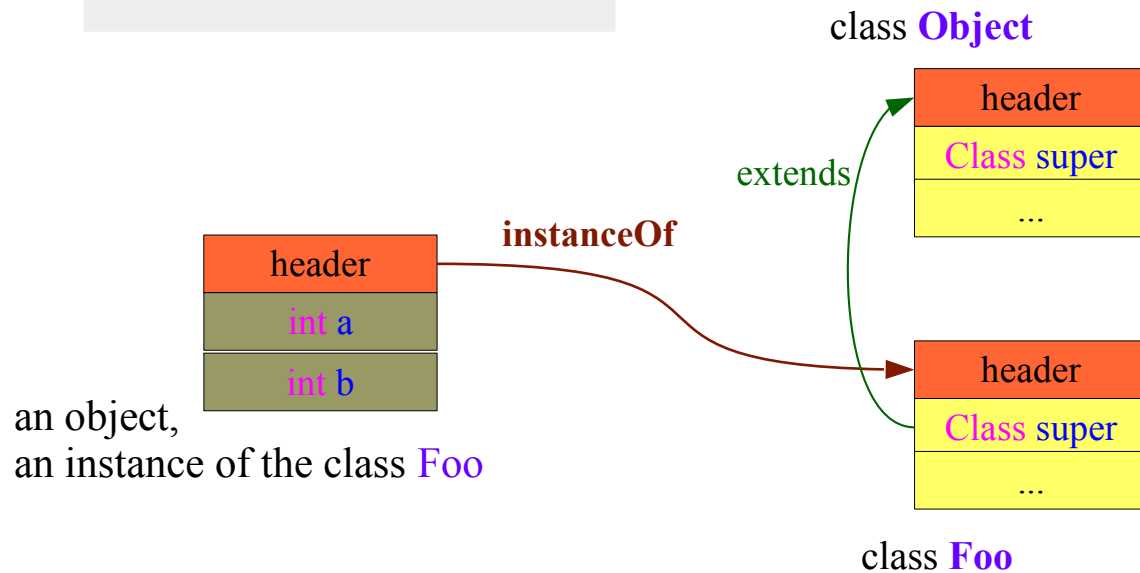 class Object
header
Class super
...
extends
instanceOf
header
int a
int b
an object,
an instance of the class Foo
header
Class super
...
class Foo